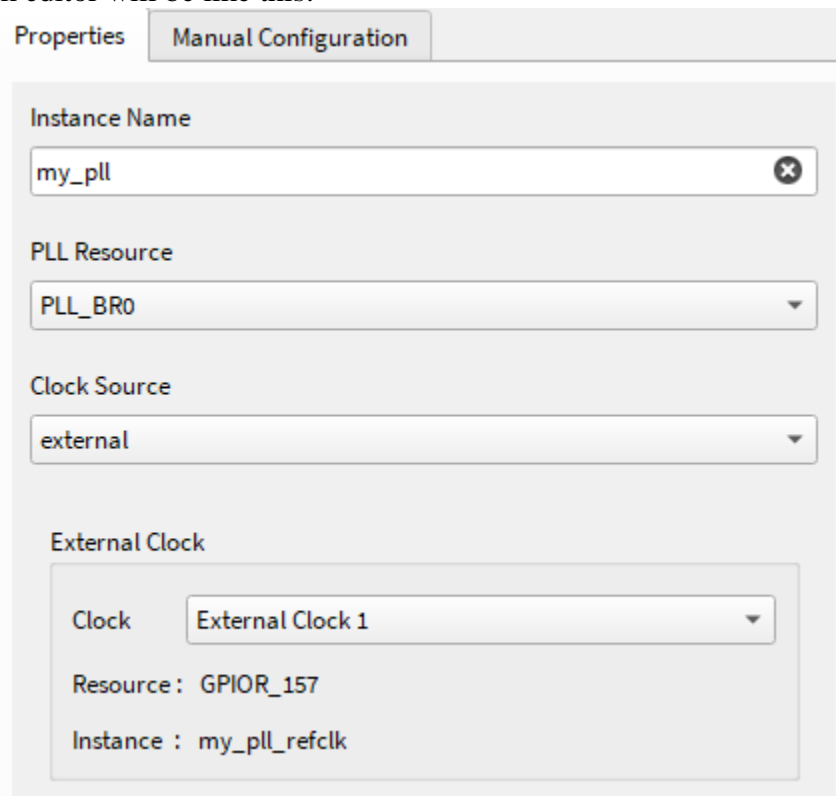 n editor will be like this.
Properties Manual Configuration
Instance Name
my_pll
PLL Resource
PLL_BR0
Clock Source
external
External Clock
Clock External Clock 1
Resource : GPIOR_157
Instance : my_pll_refclk